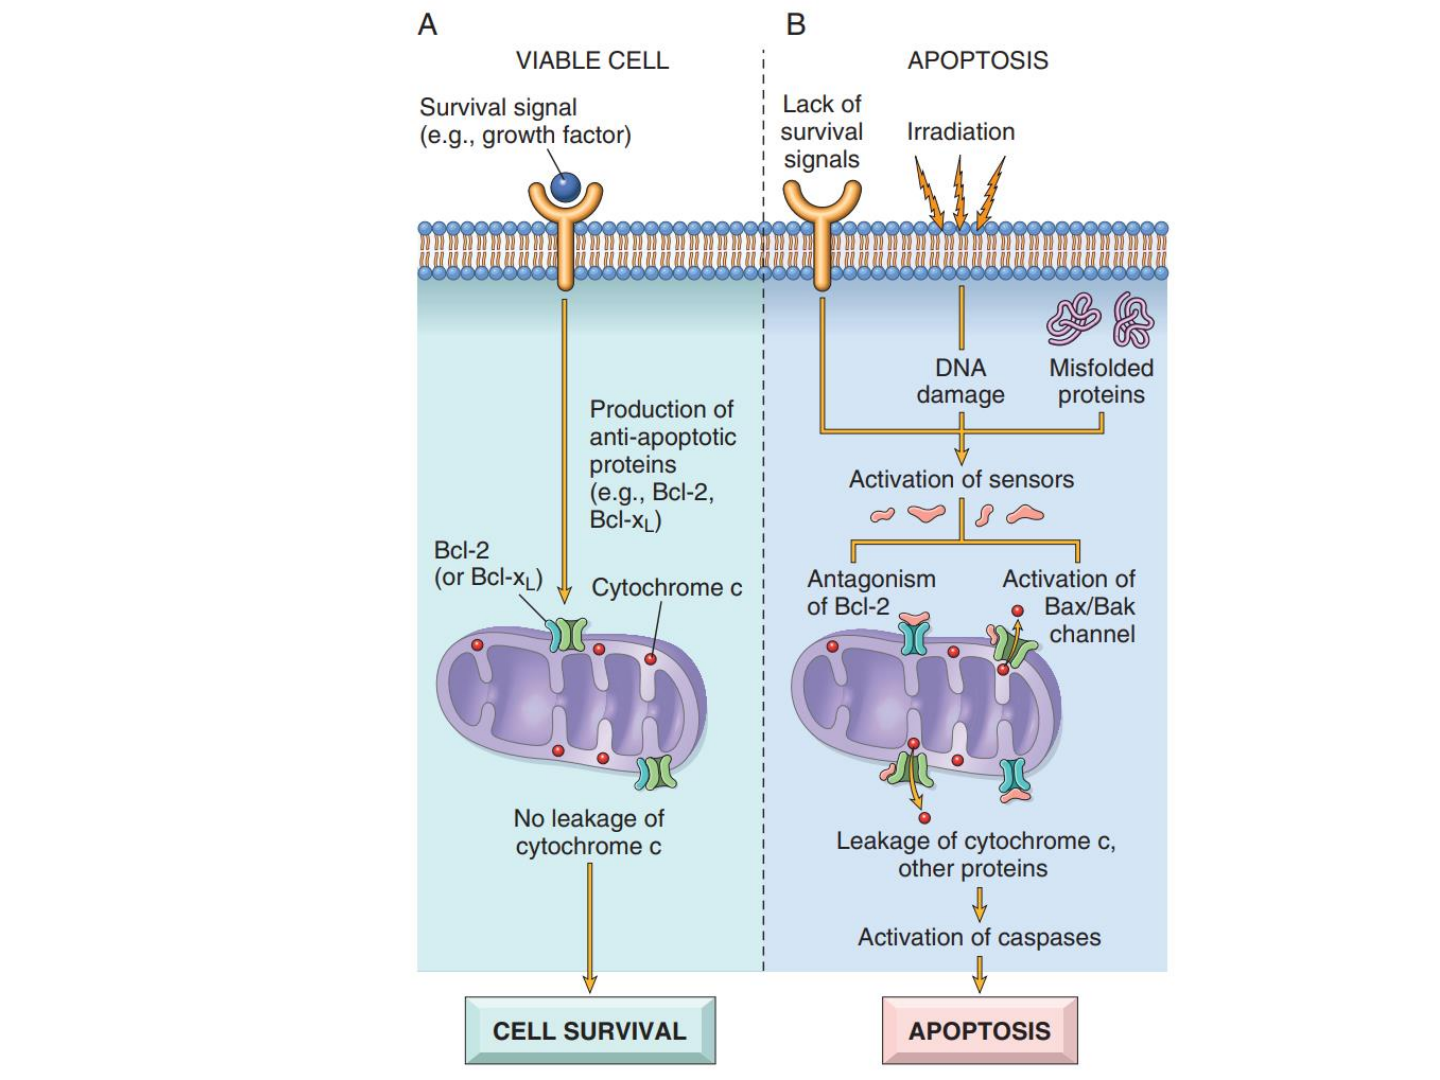 A
VIABLE CELL
Survival signal
(e.g., growth factor)
Production of
anti-apoptotic
proteins
(e.g., Bcl-2,
Bcl-xL)
Bcl-2
(or Bcl-xL)
Cytochrome c
No leakage of
cytochrome c
CELL SURVIVAL
B
APOPTOSIS
Lack of
survival
signals
Irradiation
DNA
damage
Misfolded
proteins
Activation of sensors
Antagonism
of Bcl-2
Activation of
Bax/Bak
channel
Leakage of cytochrome c,
other proteins
Activation of caspases
APOPTOSIS